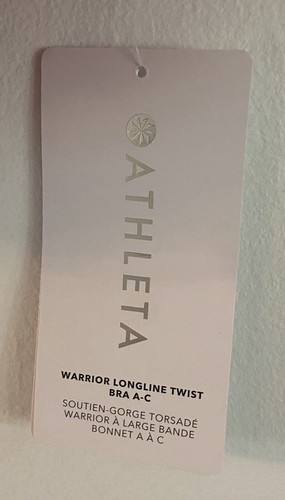 ATHLETA
WARRIOR LONGLINE TWIST
BRA A-C
SOUTIEN-GORGE TORSADÉ
WARRIOR À LARGE BANDE
BONNET A À C